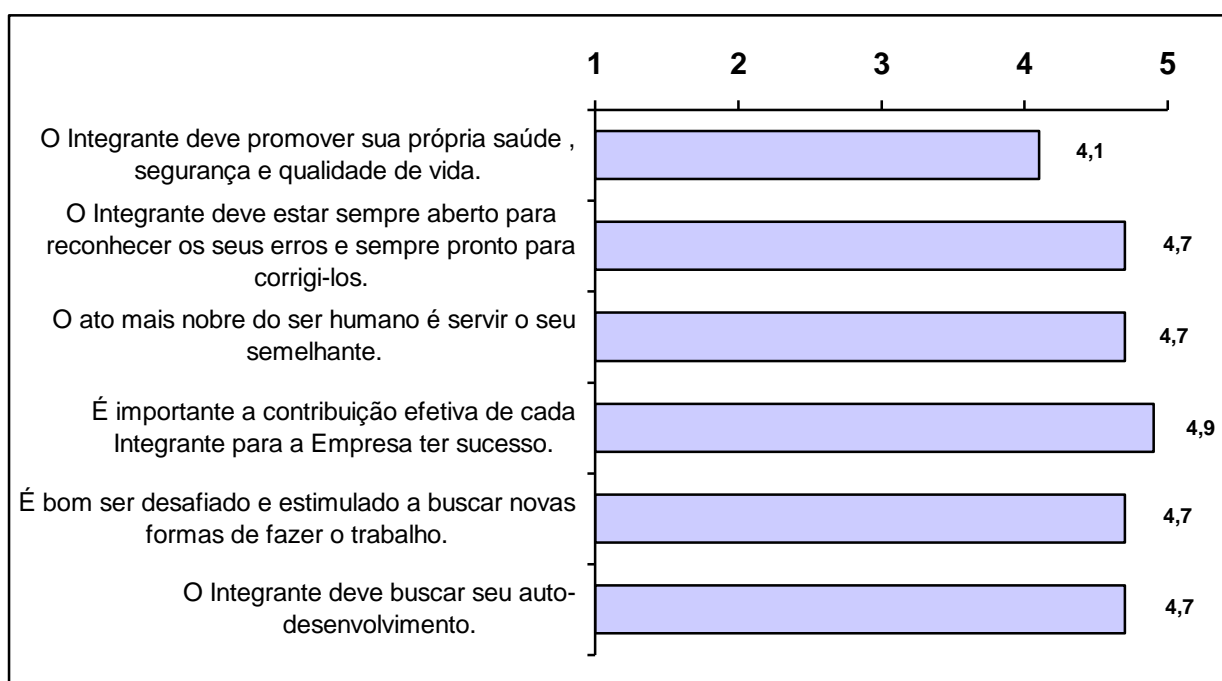 1 2 3 4 5
O Integrante deve promover sua própria saúde ,
segurança e qualidade de vida.
4,1
O Integrante deve estar sempre aberto para
reconhecer os seus erros e sempre pronto para
corrigi-los.
4,7
O ato mais nobre do ser humano é servir o seu
semelhante.
4,7
É importante a contribuição efetiva de cada
Integrante para a Empresa ter sucesso.
4,9
É bom ser desafiado e estimulado a buscar novas
formas de fazer o trabalho.
4,7
O Integrante deve buscar seu auto-
desenvolvimento.
4,7